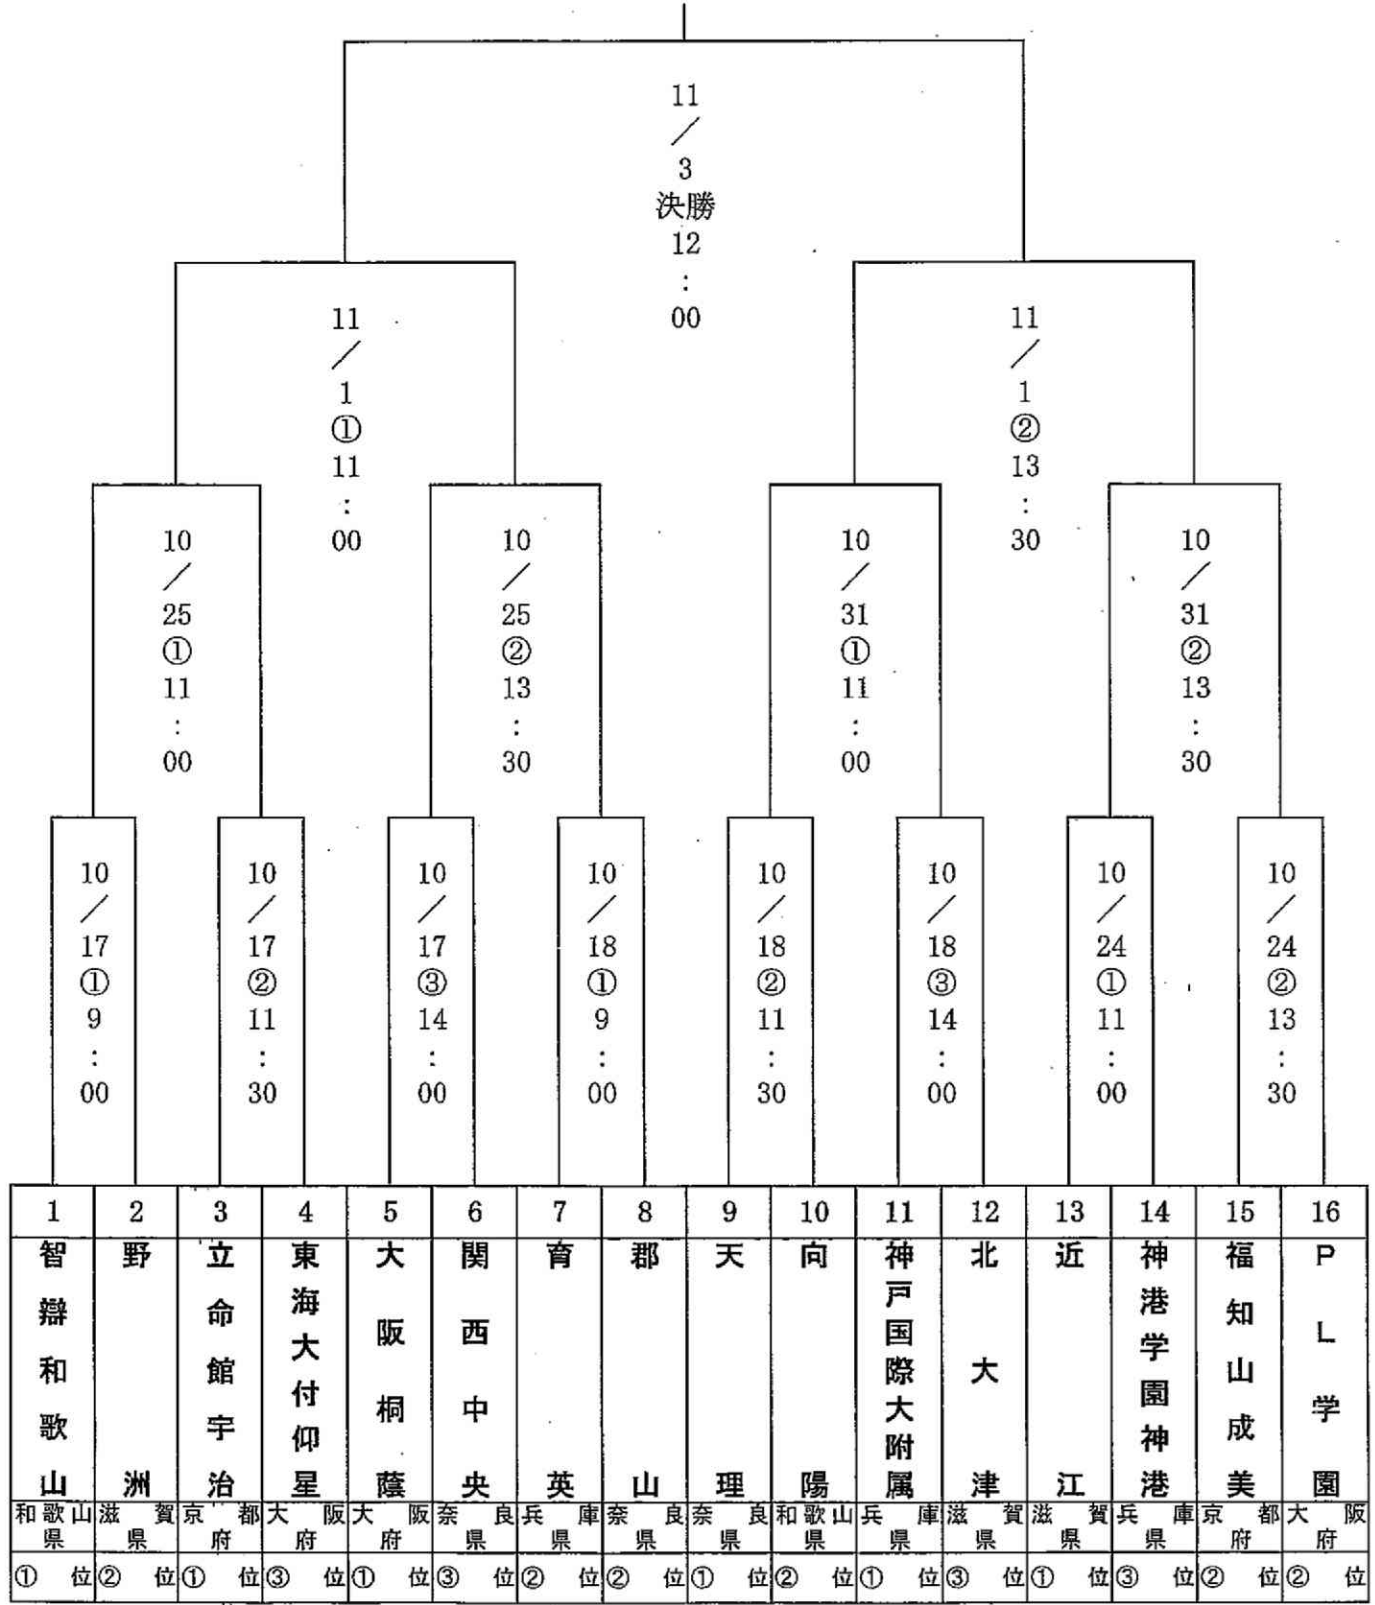 11/3 決勝 12:00
11/1 ① 11:00
11/1 ② 13:30
10/25 ① 11:00
10/25 ② 13:30
10/31 ① 11:00
10/31 ② 13:30
10/17 ① 9:00
10/17 ② 11:30
10/17 ③ 14:00
10/18 ① 9:00
10/18 ② 11:30
10/18 ③ 14:00
10/24 ① 11:00
10/24 ② 13:30
1 2 3 4 5 6 7 8 9 10 11 12 13 14 15 16
智辯和歌山
野洲
立命館宇治
東海大付仰星
大阪桐蔭
関西中央
育英
郡山
天理
向陽
神戸国際大附属
北大津
近江
神港学園神港
福知山成美
PL学園
和歌山県 滋賀県 京都府 大阪府 大阪府 奈良県 兵庫県 奈良県 奈良県 和歌山県 兵庫県 滋賀県 滋賀県 兵庫県 京都府 大阪府
①位 ②位 ①位 ③位 ①位 ③位 ②位 ②位 ①位 ②位 ①位 ③位 ①位 ③位 ②位 ②位